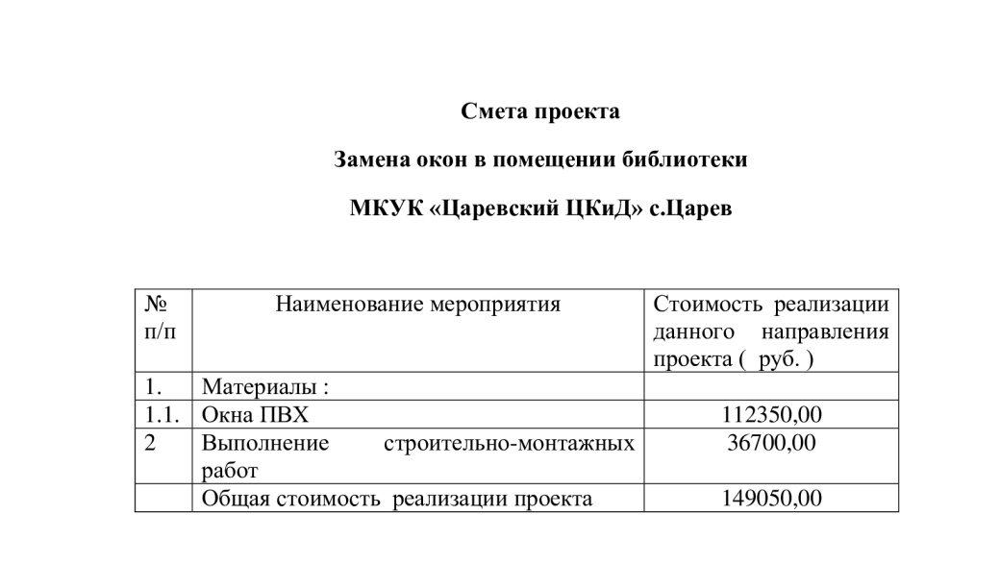 Смета проекта
Замена окон в помещении библиотеки
МКУК «Царевский ЦКиД» с.Царев
№ п/п Наименование мероприятия Стоимость реализации данного направления проекта ( руб. )
1. Материалы :
1.1. Окна ПВХ 112350,00
2 Выполнение строительно-монтажных работ 36700,00
Общая стоимость реализации проекта 149050,00